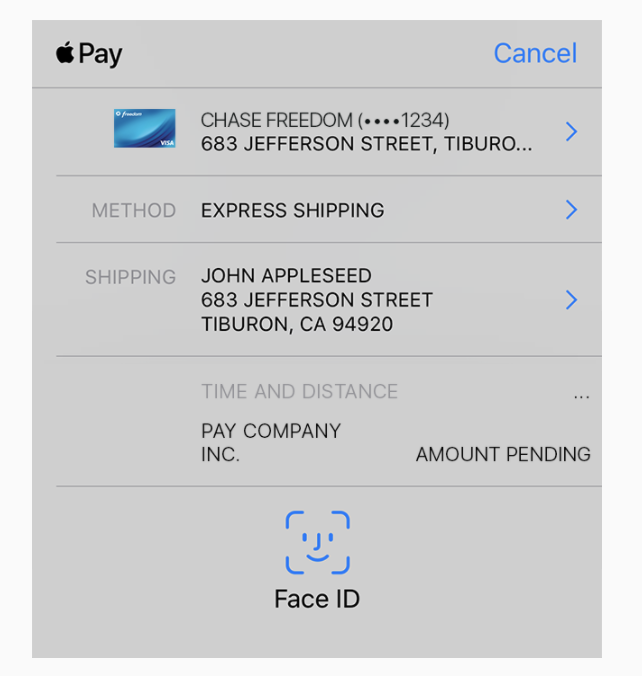 Pay
Cancel
freedom
VISA
CHASE FREEDOM (••••1234)
683 JEFFERSON STREET, TIBURO...
METHOD
EXPRESS SHIPPING
SHIPPING
JOHN APPLESEED
683 JEFFERSON STREET
TIBURON, CA 94920
TIME AND DISTANCE
...
PAY COMPANY
INC.
AMOUNT PENDING
Face ID